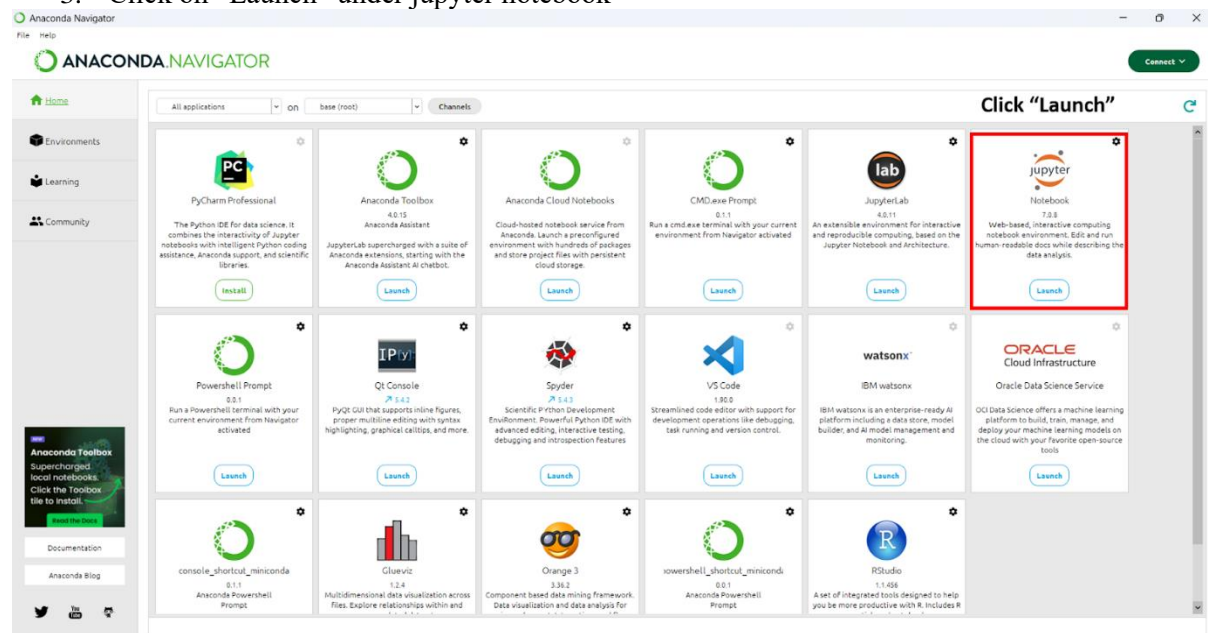 3. Click on "Launch" under jupyter notebook
Anaconda Navigator
File Help
ANACONDA.NAVIGATOR
Connect
Home
All applications
on
base (root)
Channels
Click “Launch”
Environments
Learning
Community
PC
PyCharm Professional
The Python IDE for data science. It
combines the interactivity of Jupyter
notebooks with intelligent Python coding
assistance, Anaconda support, and scientific
libraries.
Install
Anaconda Toolbox
4.0.15
Anaconda Assistant
JupyterLab supercharged with a suite of
Anaconda extensions, starting with the
Anaconda Assistant AI chatbot.
Launch
Anaconda Cloud Notebooks
Cloud-hosted notebook service from
Anaconda. Launch a preconfigured
environment with hundreds of packages
and store project files with persistent
cloud storage.
Launch
CMD.exe Prompt
0.1.1
Run a cmd.exe terminal with your current
environment from Navigator activated
Launch
lab
JupyterLab
4.0.11
An extensible environment for interactive
and reproducible computing, based on the
Jupyter Notebook and Architecture.
Launch
jupyter
Notebook
7.0.8
Web-based, interactive computing
notebook environment. Edit and run
human-readable docs while describing the
data analysis.
Launch
Powershell Prompt
0.0.1
Run a Powershell terminal with your
current environment from Navigator
activated
Launch
IP[y]:
Qt Console
5.4.2
PyQt GUI that supports inline figures,
proper multiline editing with syntax
highlighting, graphical calltips, and more.
Launch
Spyder
5.4.3
Scientific PYthon Development
EnviRonment. Powerful Python IDE with
advanced editing, interactive testing,
debugging and introspection features
Launch
VS Code
1.90.0
Streamlined code editor with support for
development operations like debugging,
task running and version control.
Launch
watsonx
IBM watsonx
IBM watsonx is an enterprise-ready AI
platform including a data store, model
builder, and AI model management and
monitoring.
Launch
ORACLE
Cloud Infrastructure
Oracle Data Science Service
OCI Data Science offers a machine learning
platform to build, train, manage, and
deploy your machine learning models on
the cloud with your favorite open-source
tools
Launch
NEW
Anaconda Toolbox
Supercharged
local notebooks.
Click the Toolbox
tile to install.
Read the Docs
Documentation
Anaconda Blog
You
Tube
console_shortcut_miniconda
0.1.1
Anaconda Powershell
Prompt
Glueviz
1.2.4
Multidimensional data visualization across
files. Explore relationships within and
Orange 3
3.36.2
Component based data mining framework.
Data visualization and data analysis for
owershell_shortcut_minicond
0.0.1
Anaconda Powershell
Prompt
R
RStudio
1.1.456
A set of integrated tools designed to help
you be more productive with R. Includes R